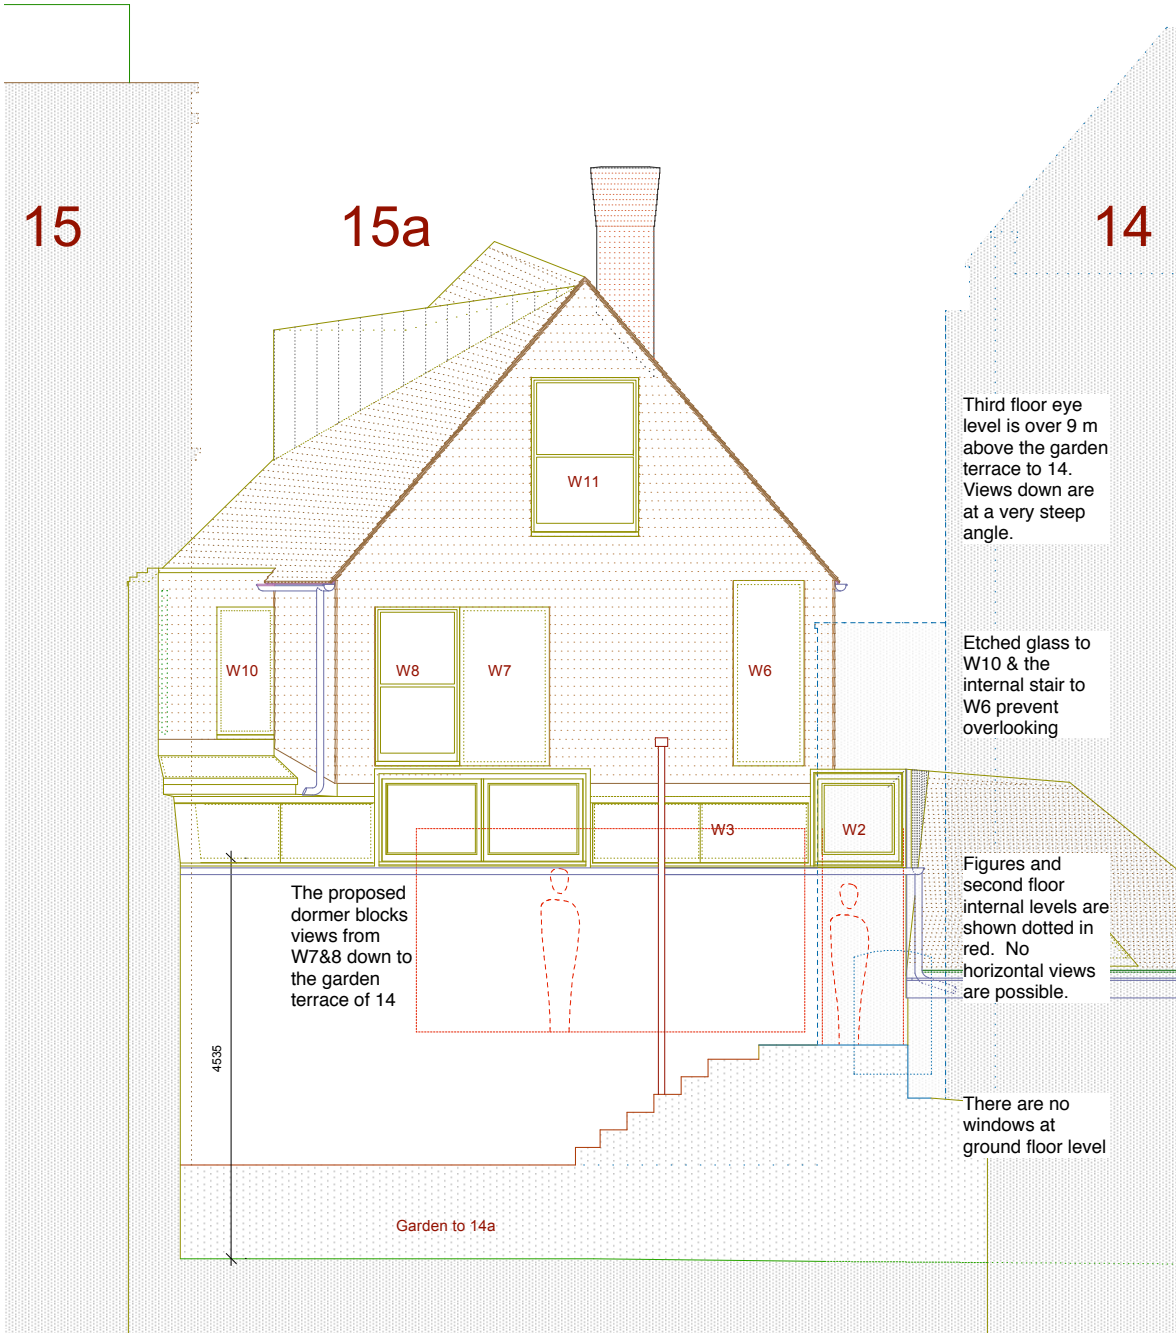 15
15a
14
Third floor eye
level is over 9 m
above the garden
terrace to 14.
Views down are
at a very steep
angle.
W11
Etched glass to
W10 & the
internal stair to
W6 prevent
overlooking
W10
W8
W7
W6
W3
W2
The proposed
dormer blocks
views from
W7&8 down to
the garden
terrace of 14
Figures and
second floor
internal levels are
shown dotted in
red. No
horizontal views
are possible.
4535
There are no
windows at
ground floor level
Garden to 14a